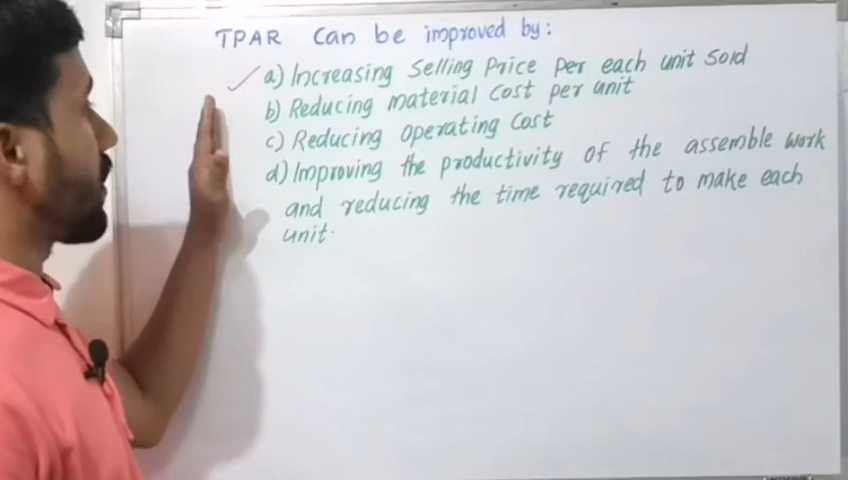 TPAR Can be improved by:
a) Increasing Selling Price per each unit Sold
b) Reducing material Cost per unit
c) Reducing Operating Cost
d) Improving the productivity of the assemble work
and reducing the time required to make each
unit.